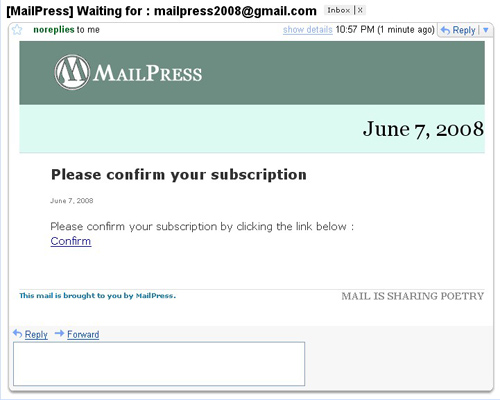 [MailPress] Waiting for : mailpress2008@gmail.com Inbox | X
noreplies to me show details 10:57 PM (1 minute ago) Reply
MAILPRESS
June 7, 2008
Please confirm your subscription
June 7, 2008
Please confirm your subscription by clicking the link below :
Confirm
This mail is brought to you by MailPress. MAIL IS SHARING POETRY
Reply Forward